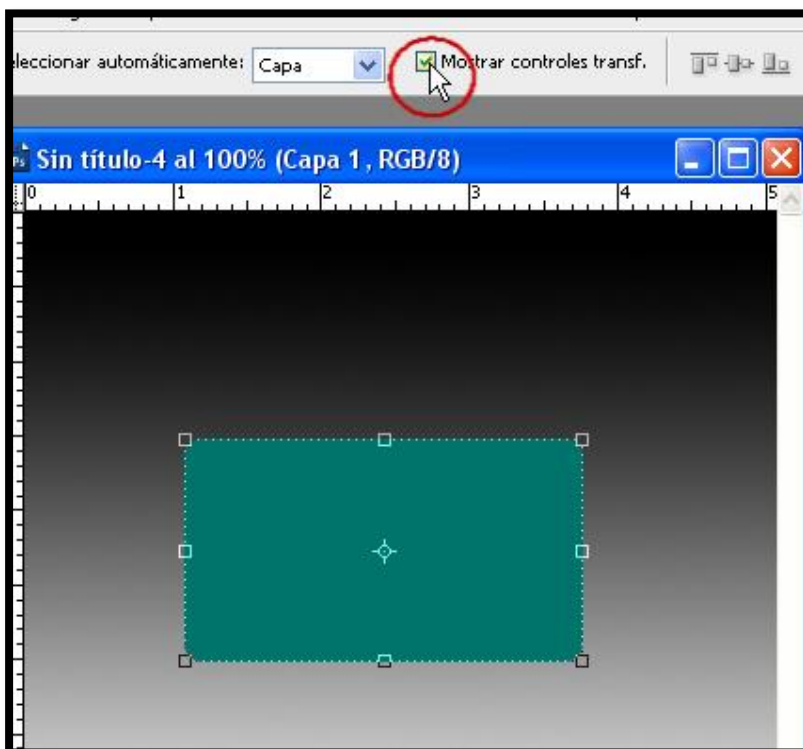 leccionar automáticamente: Capa Mostrar controles transf.
Ps Sin título-4 al 100% (Capa 1, RGB/8)
0 1 2 3 4 5